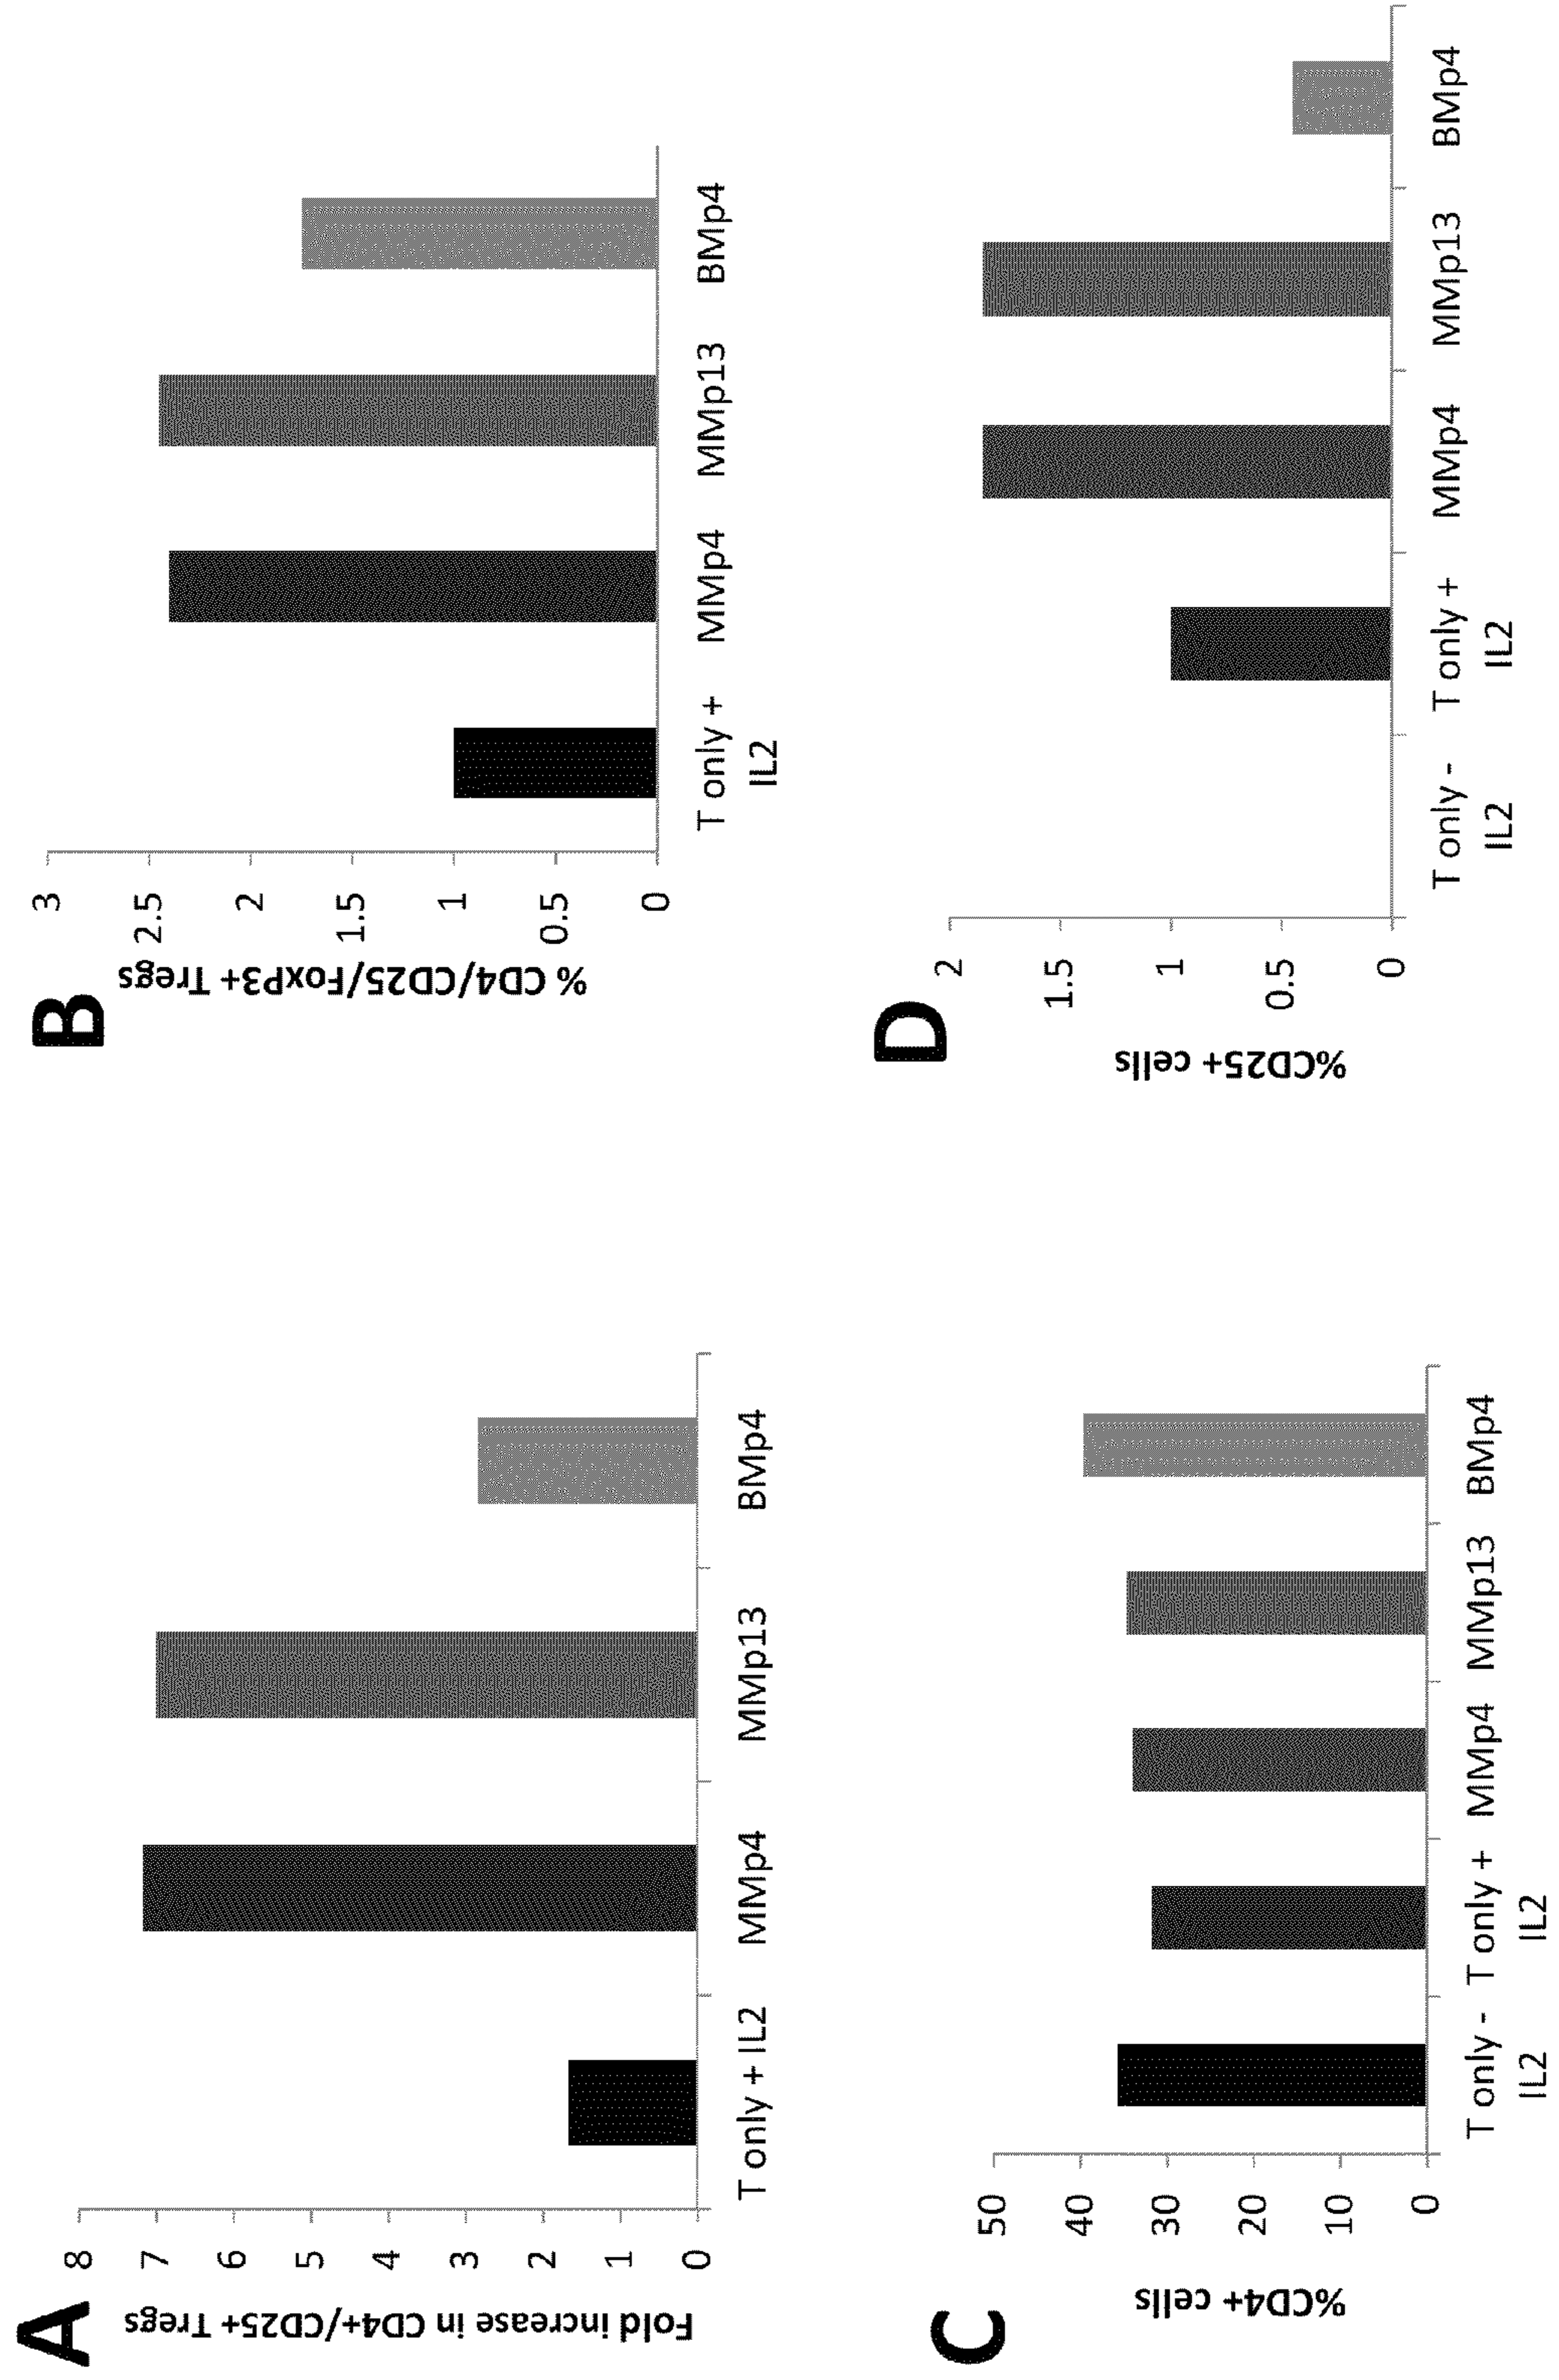 A
Fold increase in CD4+/CD25+ Tregs
8
7
6
5
4
3
2
1
0
T only + IL2
MMp4
MMp13
BMp4
B
% CD4/CD25/FoxP3+ Tregs
3
2.5
2
1.5
1
0.5
0
T only +
IL2
MMp4
MMp13
BMp4
C
%CD4+ cells
50
40
30
20
10
0
T only -
IL2
T only +
IL2
MMp4
MMp13
BMp4
D
%CD25+ cells
2
1.5
1
0.5
0
T only -
IL2
T only +
IL2
MMp4
MMp13
BMp4